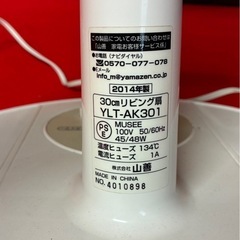 この製品についてのお問い合わせは
「山善　家電お客様サービス係」
お電話（ナビダイヤル）
0570-077-078
Eメール
info_m@yamazen.co.jp
2014年製
30cmリビング扇
YLT-AK301
PSE
MUSEE
100V 50/60Hz
45/48W
温度ヒューズ 134℃
電流ヒューズ 1A
株式会社 山善
MADE IN CHINA
NO. 4010898